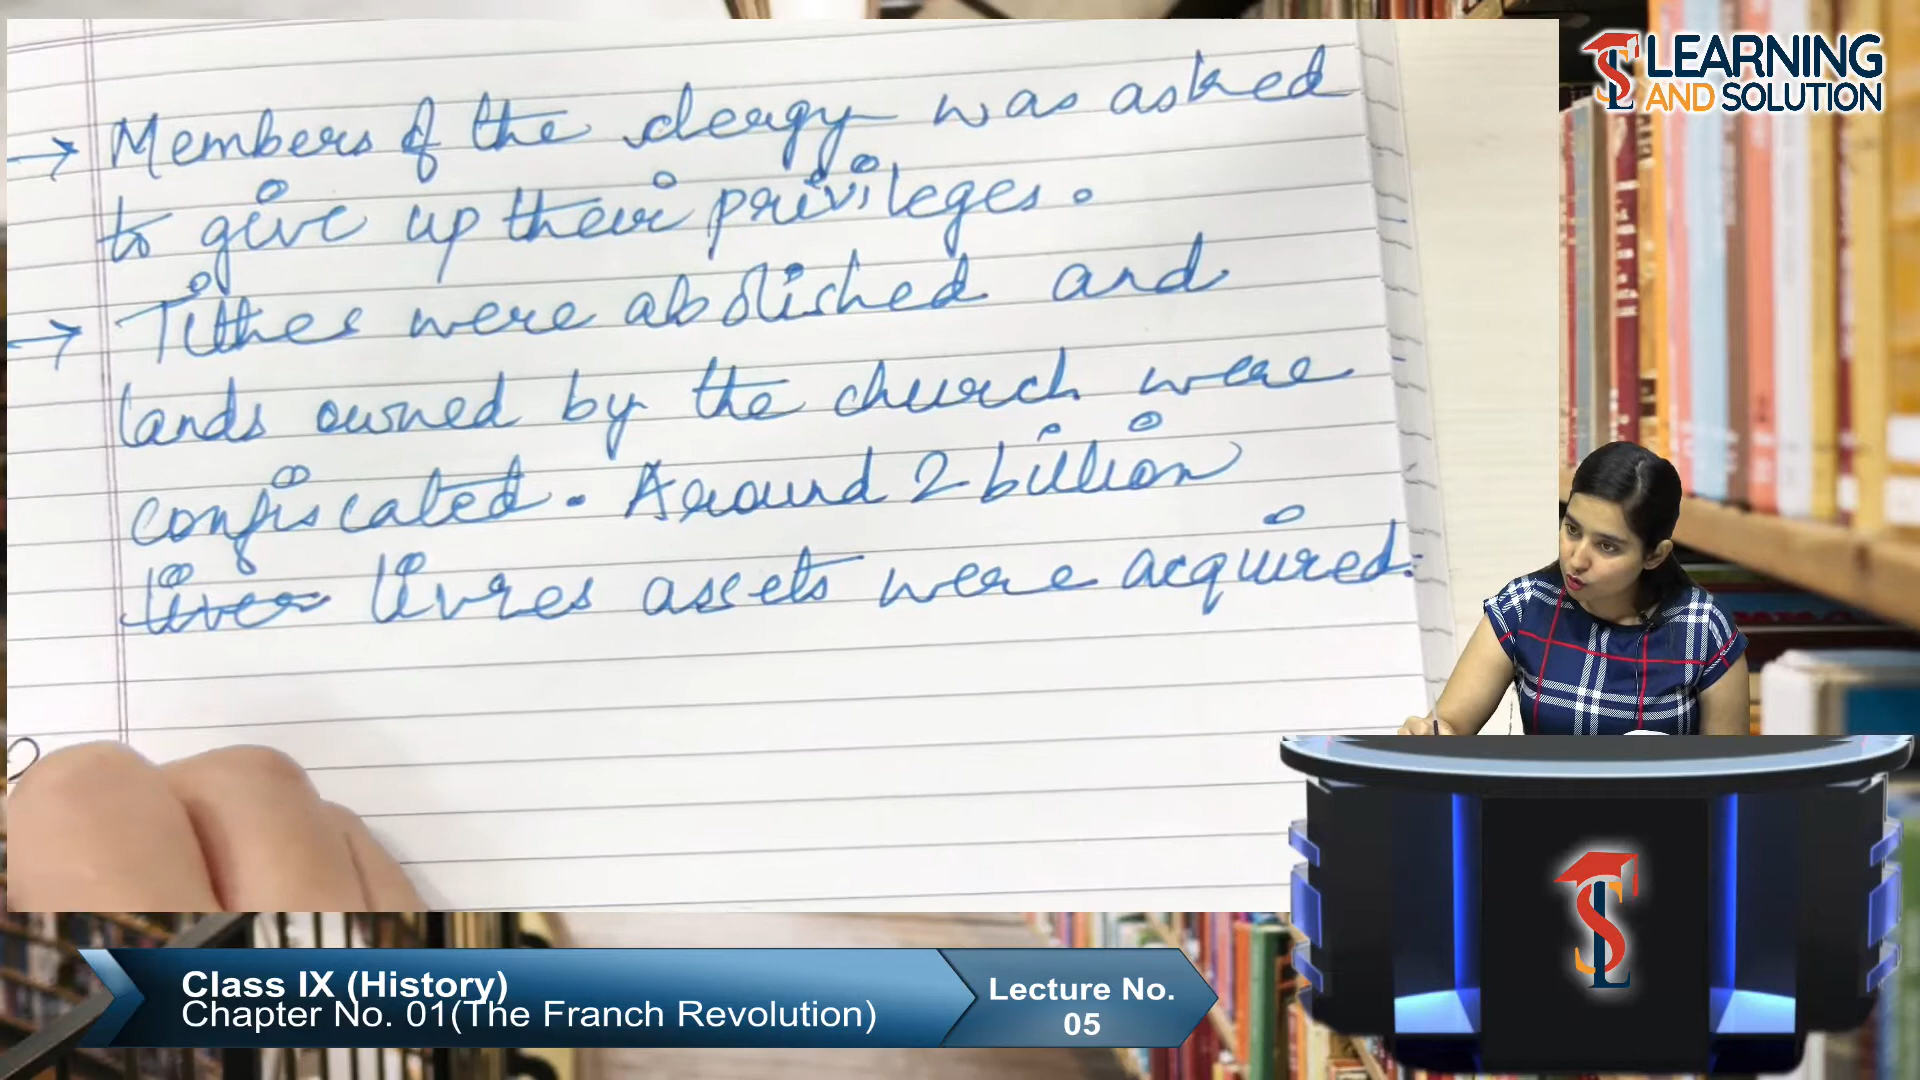 LEARNING
AND SOLUTION
→ Members of the clergy was asked
to give up their privileges.
→ Tithes were abolished and
lands owned by the church were
confiscated. Around 2 billion
liver livres assets were acquired.
SL
Class IX (History)
Chapter No. 01(The Franch Revolution)
Lecture No.
05